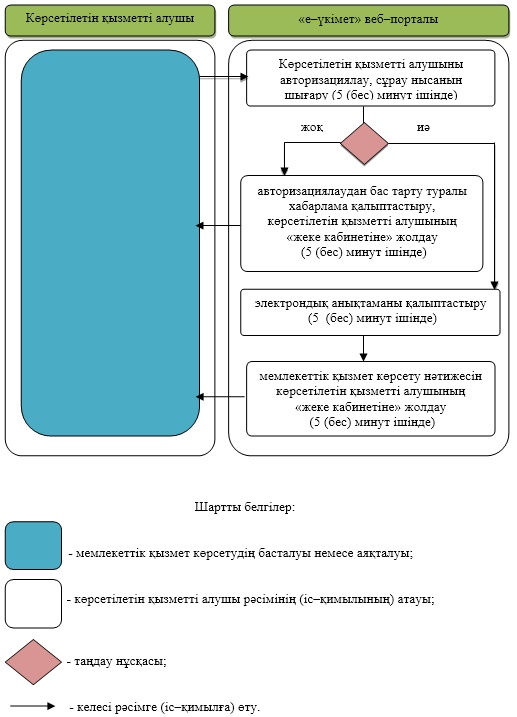 Көрсетілетін қызметті алушы
«е–үкімет» веб–порталы
Көрсетілетін қызметті алушыны
авторизациялау, сұрау нысанын
шығару (5 (бес) минут ішінде)
жоқ
иә
авторизациялаудан бас тарту туралы
хабарлама қалыптастыру,
көрсетілетін қызметті алушының
«жеке кабинетіне» жолдау
(5 (бес) минут ішінде)
электрондық анықтаманы қалыптастыру
(5 (бес) минут ішінде)
мемлекеттік қызмет көрсету нәтижесін
көрсетілетін қызметті алушының
«жеке кабинетіне» жолдау
(5 (бес) минут ішінде)
Шартты белгілер:
- мемлекеттік қызмет көрсетудің басталуы немесе аяқталуы;
- көрсетілетін қызметті алушы рәсімінің (іс–қимылының) атауы;
- таңдау нұсқасы;
- келесі рәсімге (іс–қимылға) өту.